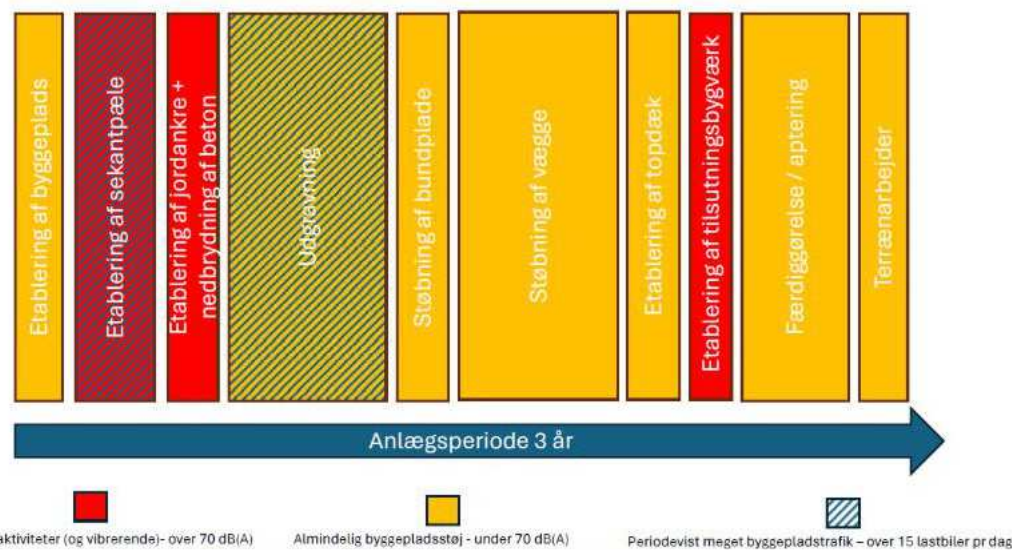 Etablering af byggeplads
Etablering af sekantpæle
Etablering af jordankre +
nedbrydning af beton
Udgravning
Støbning af bundplade
Støbning af vægge
Etablering af topdæk
Etablering af tilsutningsbygværk
Færdiggørelse / aptering
Terrænarbejder
Anlægsperiode 3 år
aktiviteter (og vibrerende)- over 70 dB(A)
Almindelig byggepladsstøj - under 70 dB(A)
Periodevist meget byggepladstrafik – over 15 lastbiler pr dag